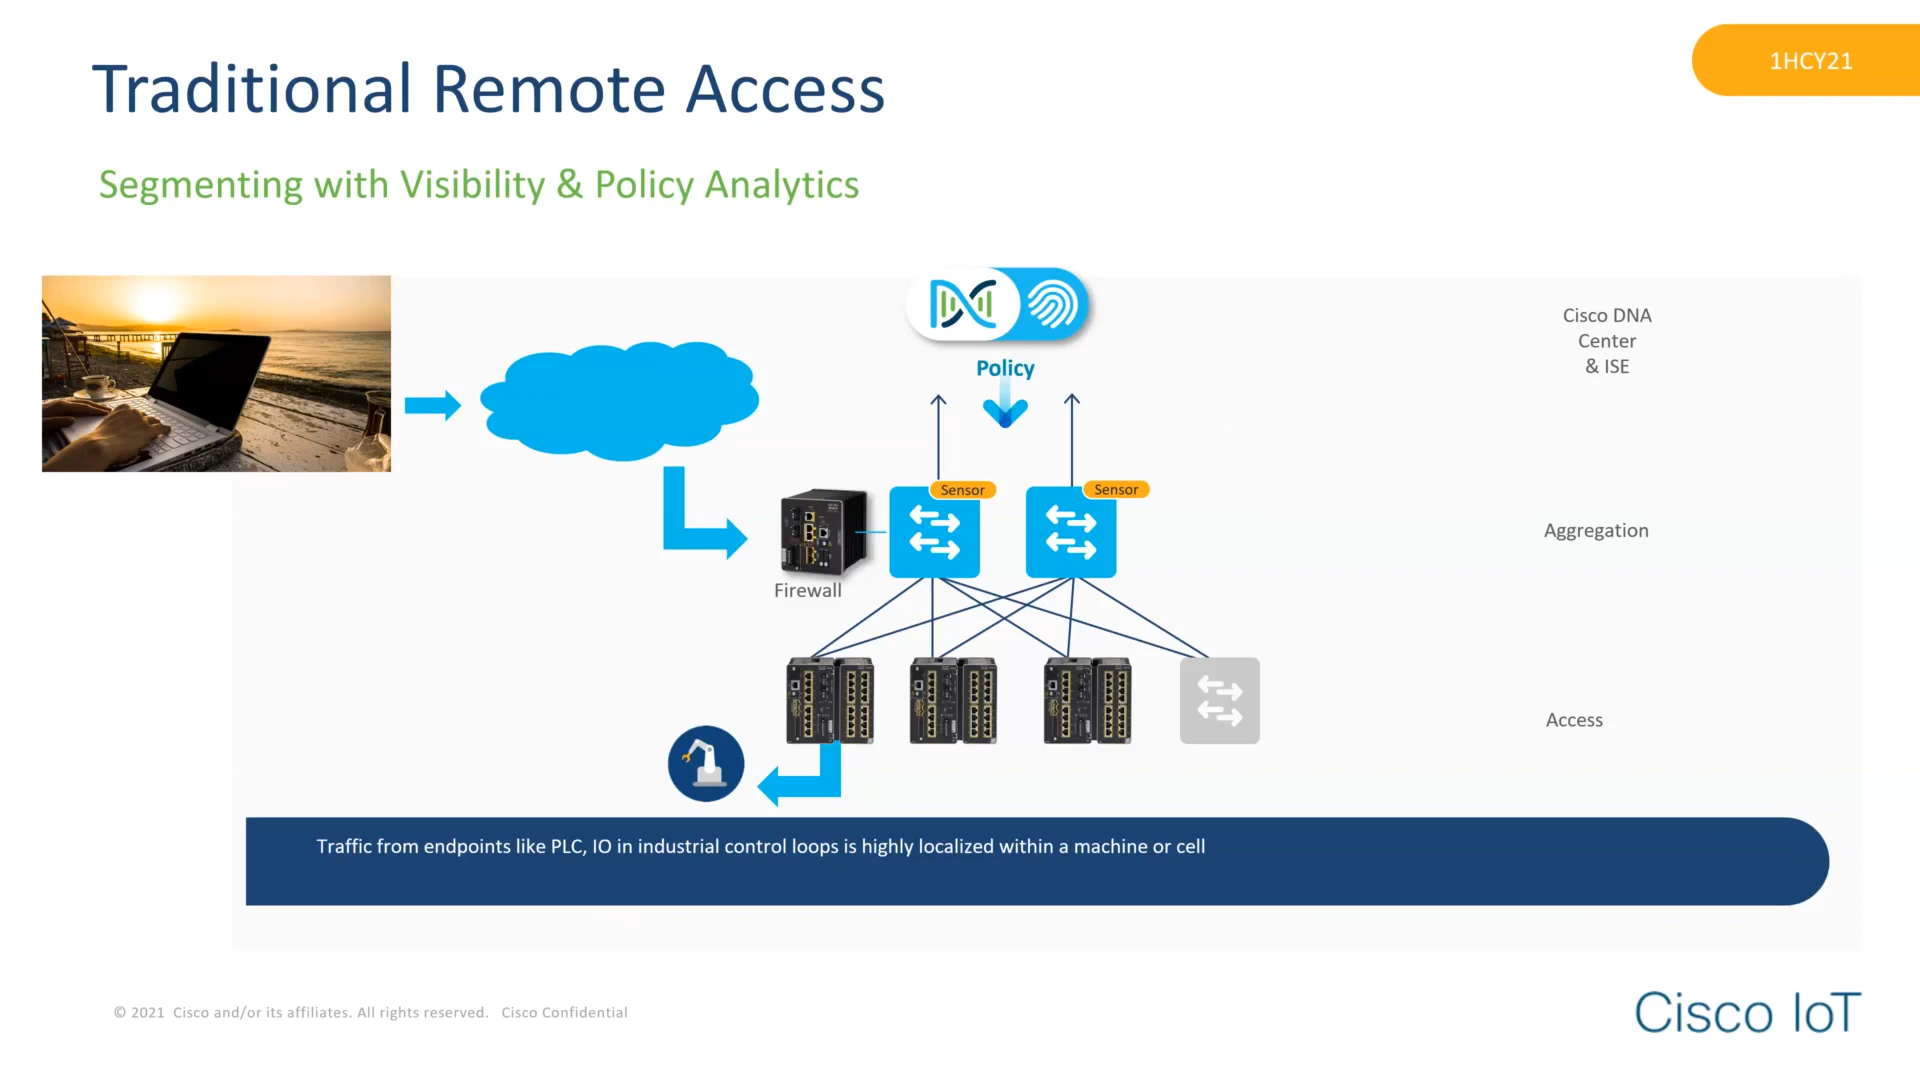 Traditional Remote Access
1HCY21
Segmenting with Visibility & Policy Analytics
Cisco DNA
Center
& ISE
Policy
Sensor
Sensor
Aggregation
Firewall
Access
Traffic from endpoints like PLC, IO in industrial control loops is highly localized within a machine or cell
© 2021 Cisco and/or its affiliates. All rights reserved. Cisco Confidential
Cisco IoT